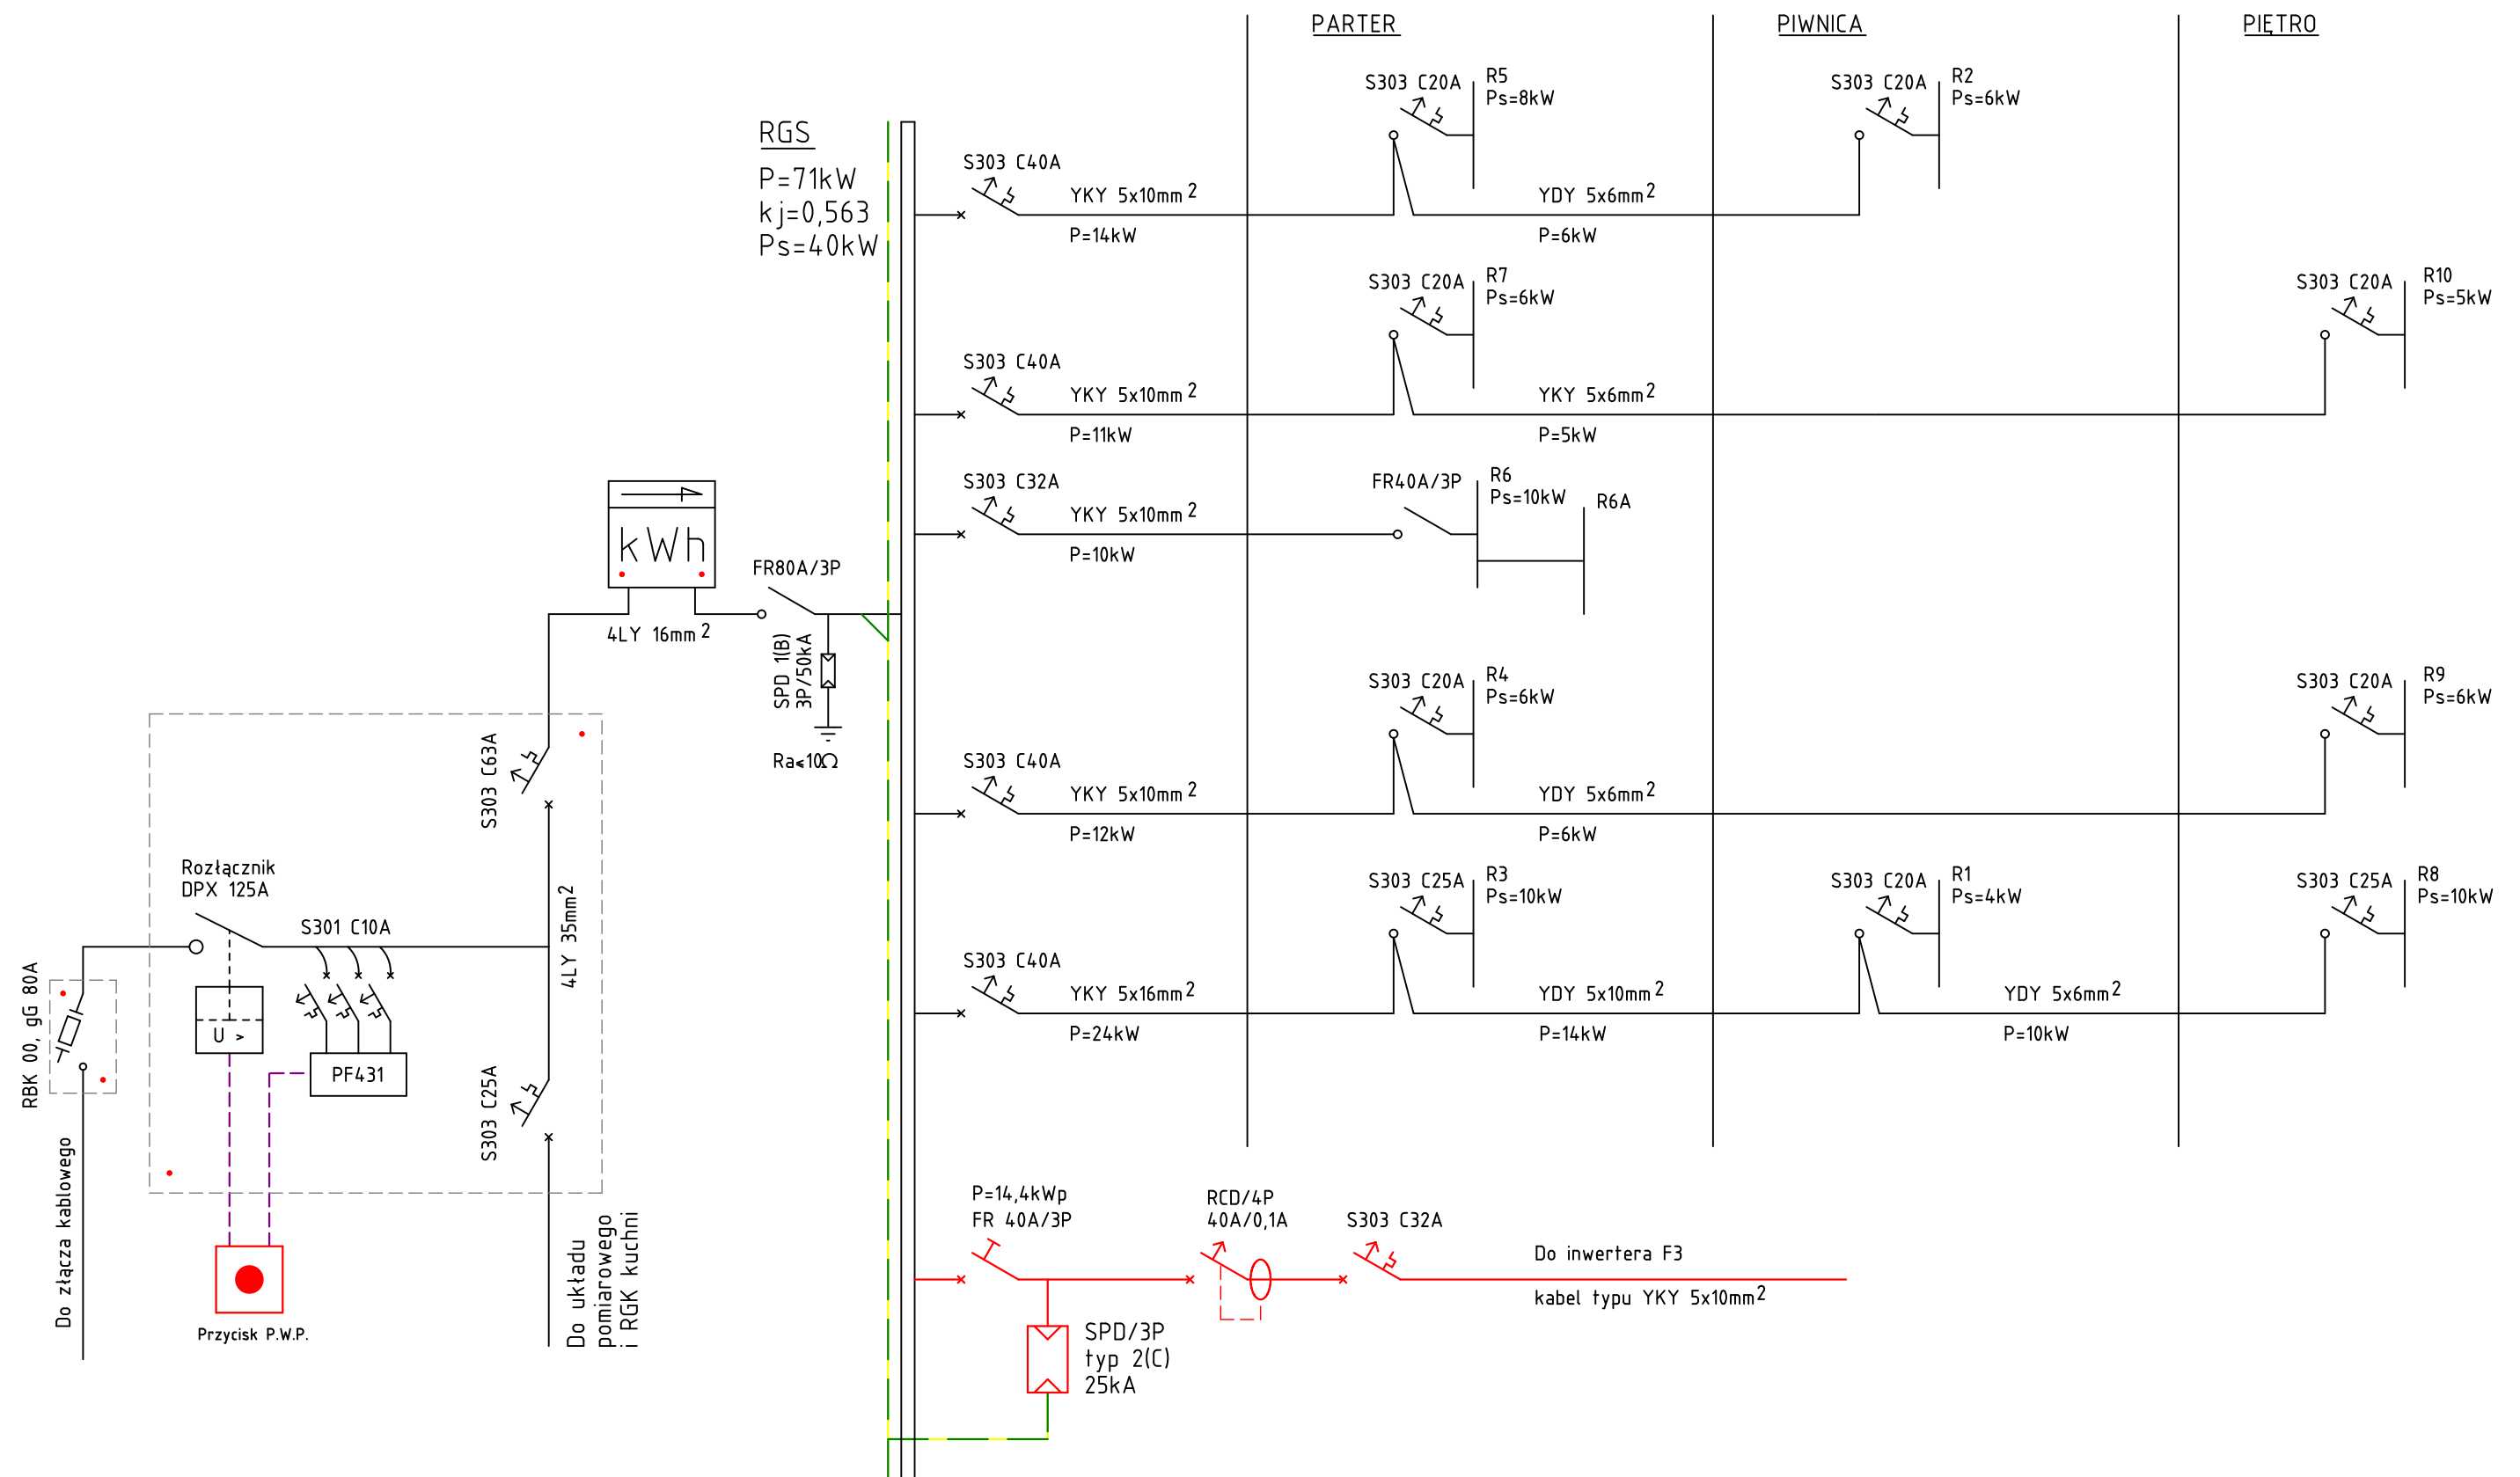 PARTER
PIWNICA
PIĘTRO
RGS
P=71kW
kj=0,563
Ps=40kW
S303 C40A
YKY 5x10mm2
P=14kW
S303 C20A
R5
Ps=8kW
YDY 5x6mm2
P=6kW
S303 C20A
R2
Ps=6kW
S303 C40A
YKY 5x10mm2
P=11kW
S303 C20A
R7
Ps=6kW
YKY 5x6mm2
P=5kW
S303 C20A
R10
Ps=5kW
S303 C32A
YKY 5x10mm2
P=10kW
FR40A/3P
R6
Ps=10kW
R6A
kWh
FR80A/3P
4LY 16mm2
SPD 1(B)
3P/50kA
Ra≤10Ω
S303 C40A
YKY 5x10mm2
P=12kW
S303 C20A
R4
Ps=6kW
YDY 5x6mm2
P=6kW
S303 C20A
R9
Ps=6kW
S303 C40A
YKY 5x16mm2
P=24kW
S303 C25A
R3
Ps=10kW
YDY 5x10mm2
P=14kW
S303 C20A
R1
Ps=4kW
YDY 5x6mm2
P=10kW
S303 C25A
R8
Ps=10kW
S303 C63A
Rozłącznik
DPX 125A
S301 C10A
4LY 35mm2
RBK 00, gG 80A
U >
PF431
S303 C25A
Do złącza kablowego
Przycisk P.W.P.
Do układu
pomiarowego
i RGK kuchni
P=14,4kWp
FR 40A/3P
RCD/4P
40A/0,1A
S303 C32A
Do inwertera F3
kabel typu YKY 5x10mm2
SPD/3P
typ 2(C)
25kA